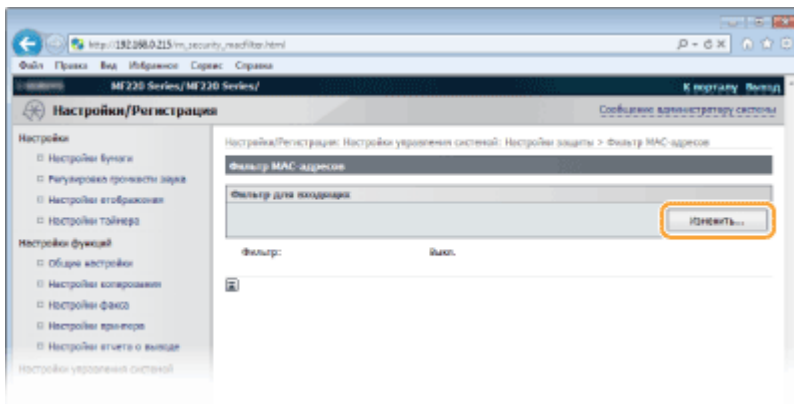 http://192.168.0.215/m_security_macfilter.html
Файл Правка Вид Избранное Сервис Справка
MF220 Series/MF220 Series/
К порталу Выход
Настройки/Регистрация
Сообщение администратору системы
Настройки
Настройки бумаги
Регулировка громкости звука
Настройки отображения
Настройки таймера
Настройки функций
Общие настройки
Настройки копирования
Настройки факса
Настройки принтера
Настройки отчета о выводе
Настройки управления системой
Настройка/Регистрация: Настройки управления системой: Настройки защиты > Фильтр MAC-адресов
Фильтр MAC-адресов
Фильтр для входящих
Изменить...
Фильтр: Выкл.